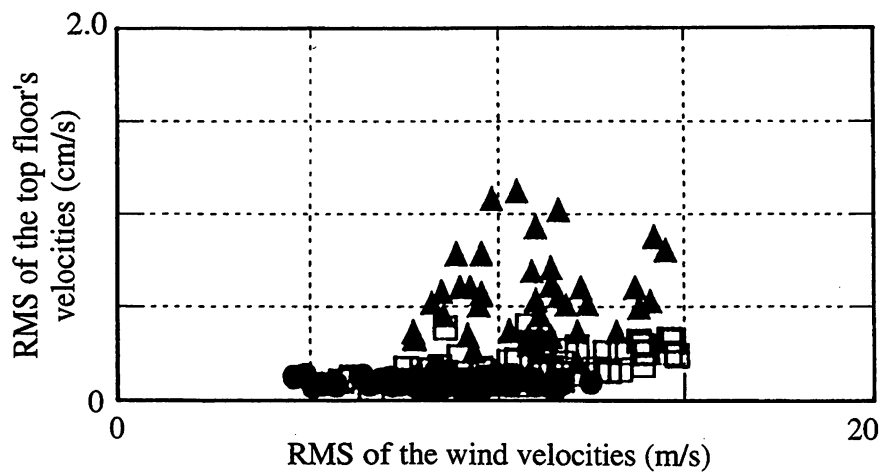 2.0
RMS of the top floor's
velocities (cm/s)
0
0
20
RMS of the wind velocities (m/s)